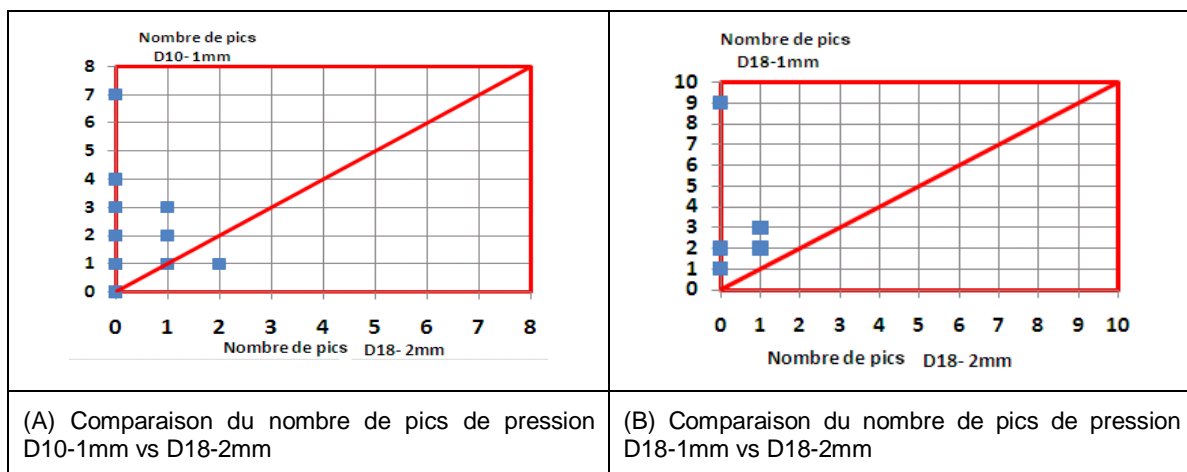 Nombre de pics
D10-1mm
8
7
6
5
4
3
2
1
0
0 1 2 3 4 5 6 7 8
Nombre de pics D18- 2mm
(A) Comparaison du nombre de pics de pression
D10-1mm vs D18-2mm
Nombre de pics
D18-1mm
10
9
8
7
6
5
4
3
2
1
0
0 1 2 3 4 5 6 7 8 9 10
Nombre de pics D18- 2mm
(B) Comparaison du nombre de pics de pression
D18-1mm vs D18-2mm